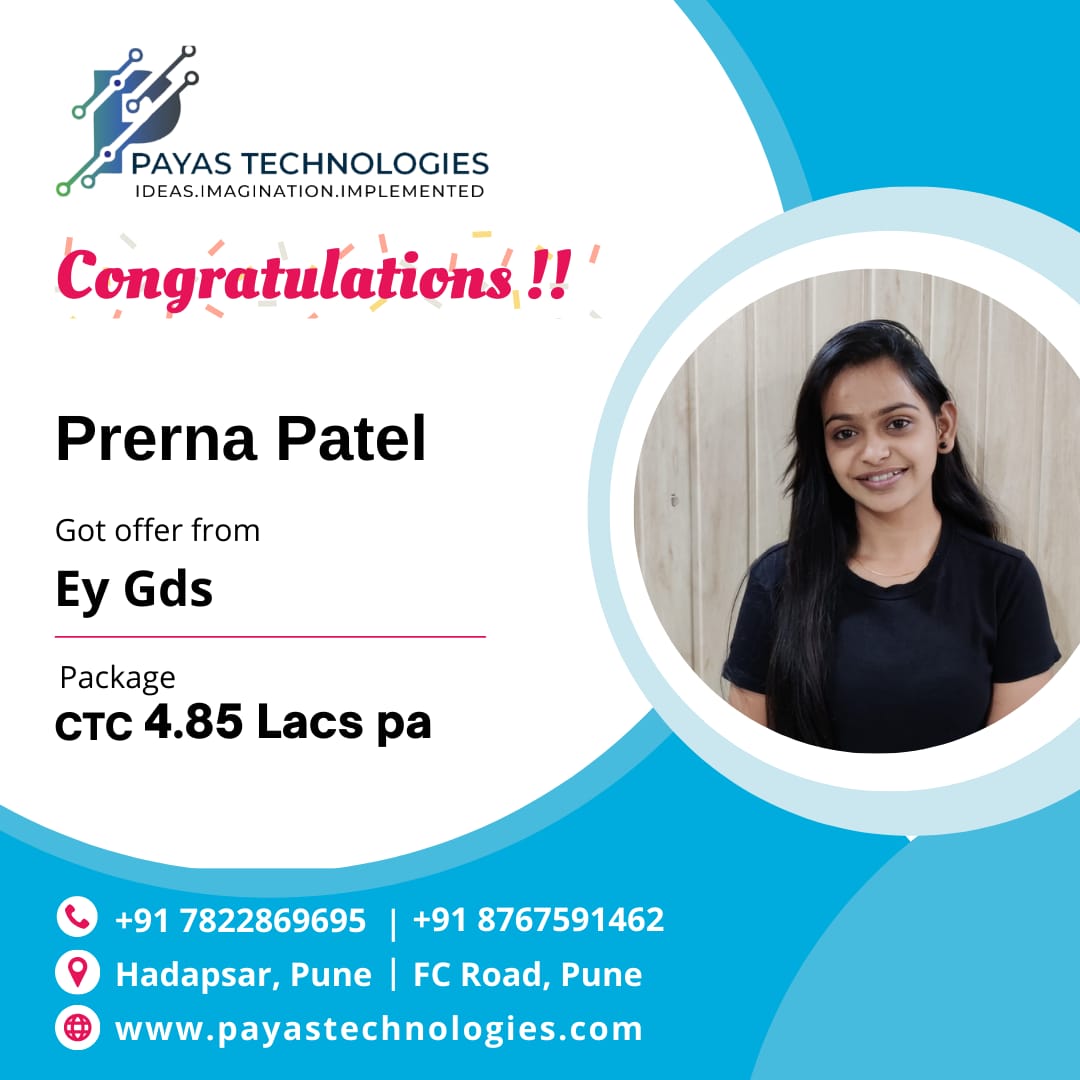 PAYAS TECHNOLOGIES
IDEAS.IMAGINATION.IMPLEMENTED
Congratulations !!
Prerna Patel
Got offer from
Ey Gds
Package
CTC 4.85 Lacs pa
+91 7822869695 | +91 8767591462
Hadapsar, Pune | FC Road, Pune
www.payastechnologies.com